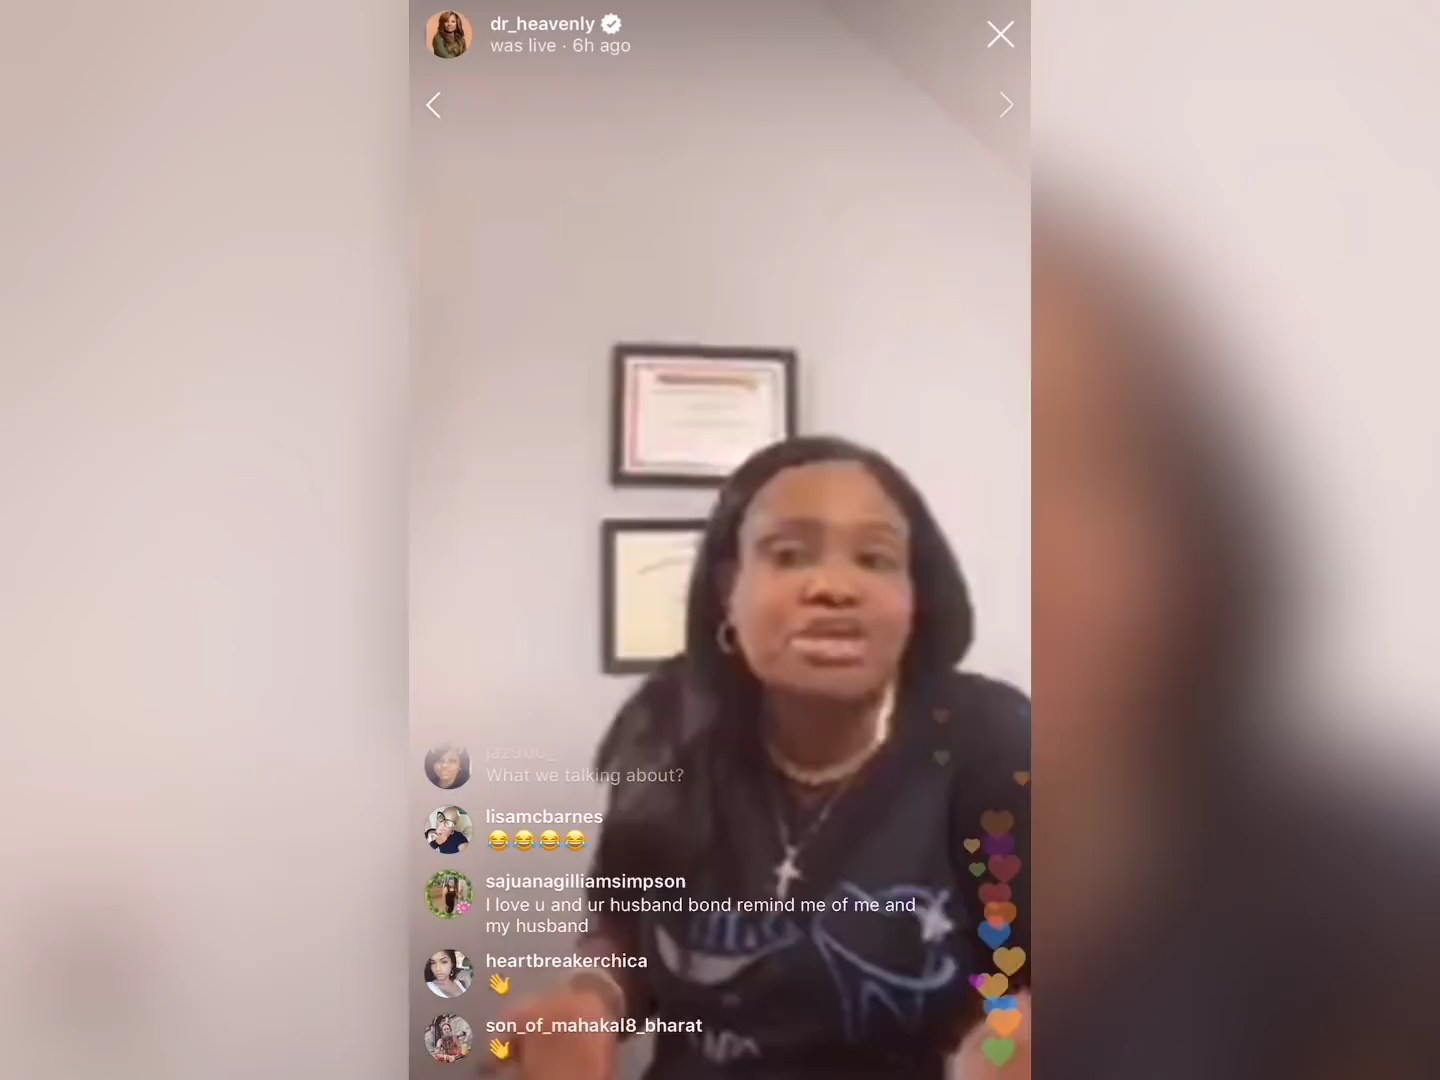 dr_heavenly
was live · 6h ago
What we talking about?
lisamcbarnes
😂😂😂😂
sajuanagilliamsimpson
I love u and ur husband bond remind me of me and
my husband
heartbreakerchica
👋
son_of_mahakal8_bharat
👋